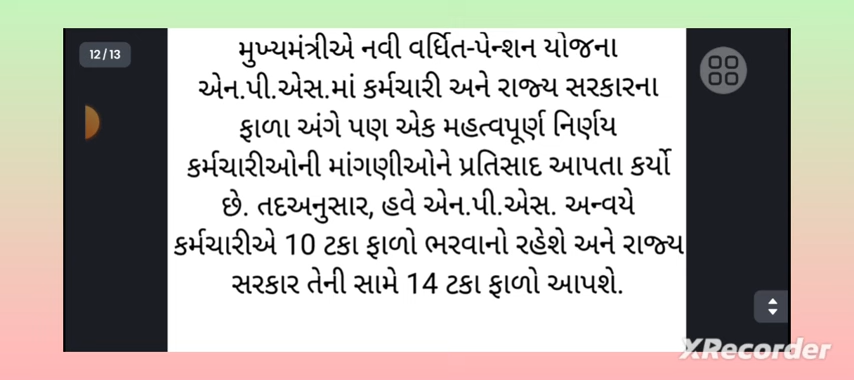 12/13
મુખ્યમંત્રીએ નવી વર્ધિત-પેન્શન યોજના
એન.પી.એસ.માં કર્મચારી અને રાજ્ય સરકારના
ફાળા અંગે પણ એક મહત્વપૂર્ણ નિર્ણય
કર્મચારીઓની માંગણીઓને પ્રતિસાદ આપતા કર્યો
છે. તદઅનુસાર, હવે એન.પી.એસ. અન્વયે
કર્મચારીએ 10 ટકા ફાળો ભરવાનો રહેશે અને રાજ્ય
સરકાર તેની સામે 14 ટકા ફાળો આપશે.
XRecorder